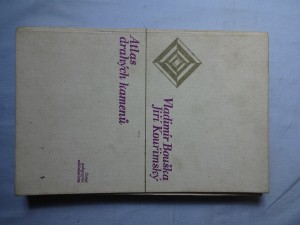 Vladimír Bouška
Jiří Kouřimský
Atlas
drahých kamenů